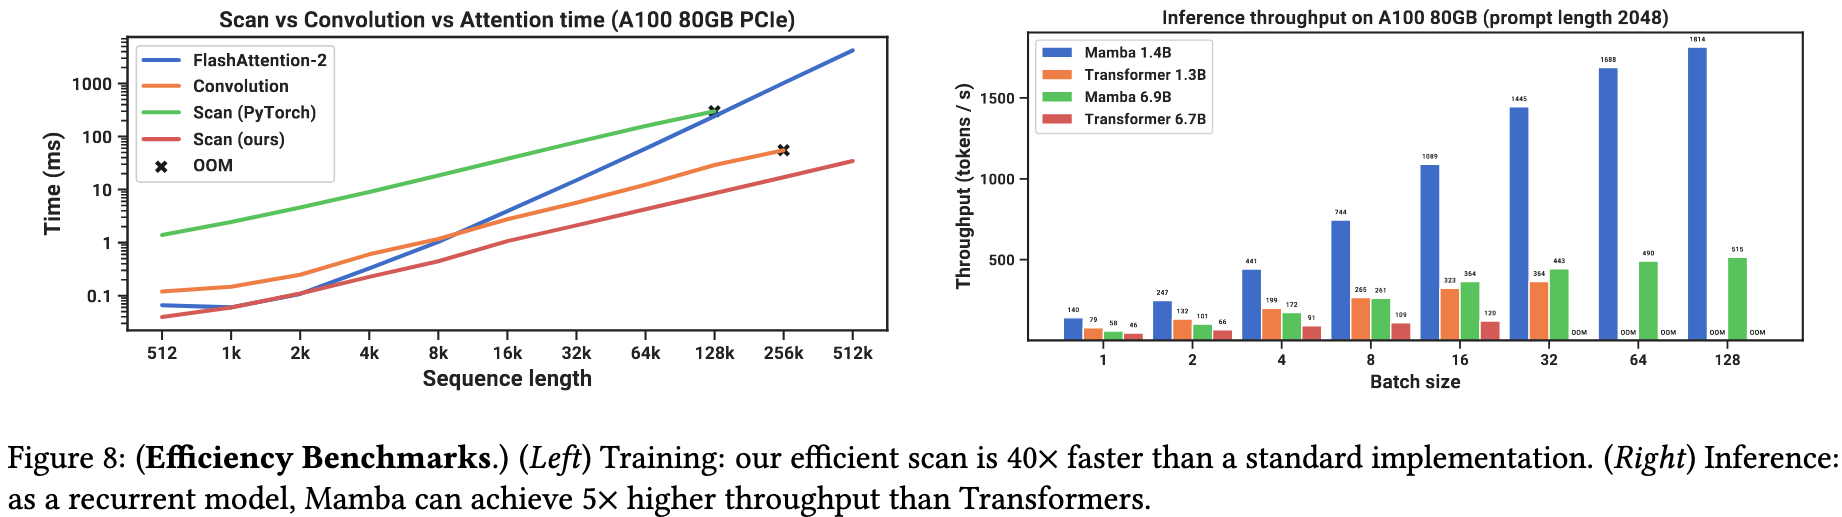 Scan vs Convolution vs Attention time (A100 80GB PCIe)
FlashAttention-2
Convolution
Scan (PyTorch)
Scan (ours)
OOM
Time (ms)
1000
100
10
1
0.1
512 1k 2k 4k 8k 16k 32k 64k 128k 256k 512k
Sequence length
Inference throughput on A100 80GB (prompt length 2048)
Mamba 1.4B
Transformer 1.3B
Mamba 6.9B
Transformer 6.7B
Throughput (tokens / s)
1500
1000
500
140 79 58 46
247 132 101 66
441 199 172 91
744 265 261 109
1089 323 364 120
1445 364 443 OOM
1688 OOM 490 OOM
1814 OOM 515 OOM
1 2 4 8 16 32 64 128
Batch size
Figure 8: (Efficiency Benchmarks.) (Left) Training: our efficient scan is 40× faster than a standard implementation. (Right) Inference:
as a recurrent model, Mamba can achieve 5× higher throughput than Transformers.